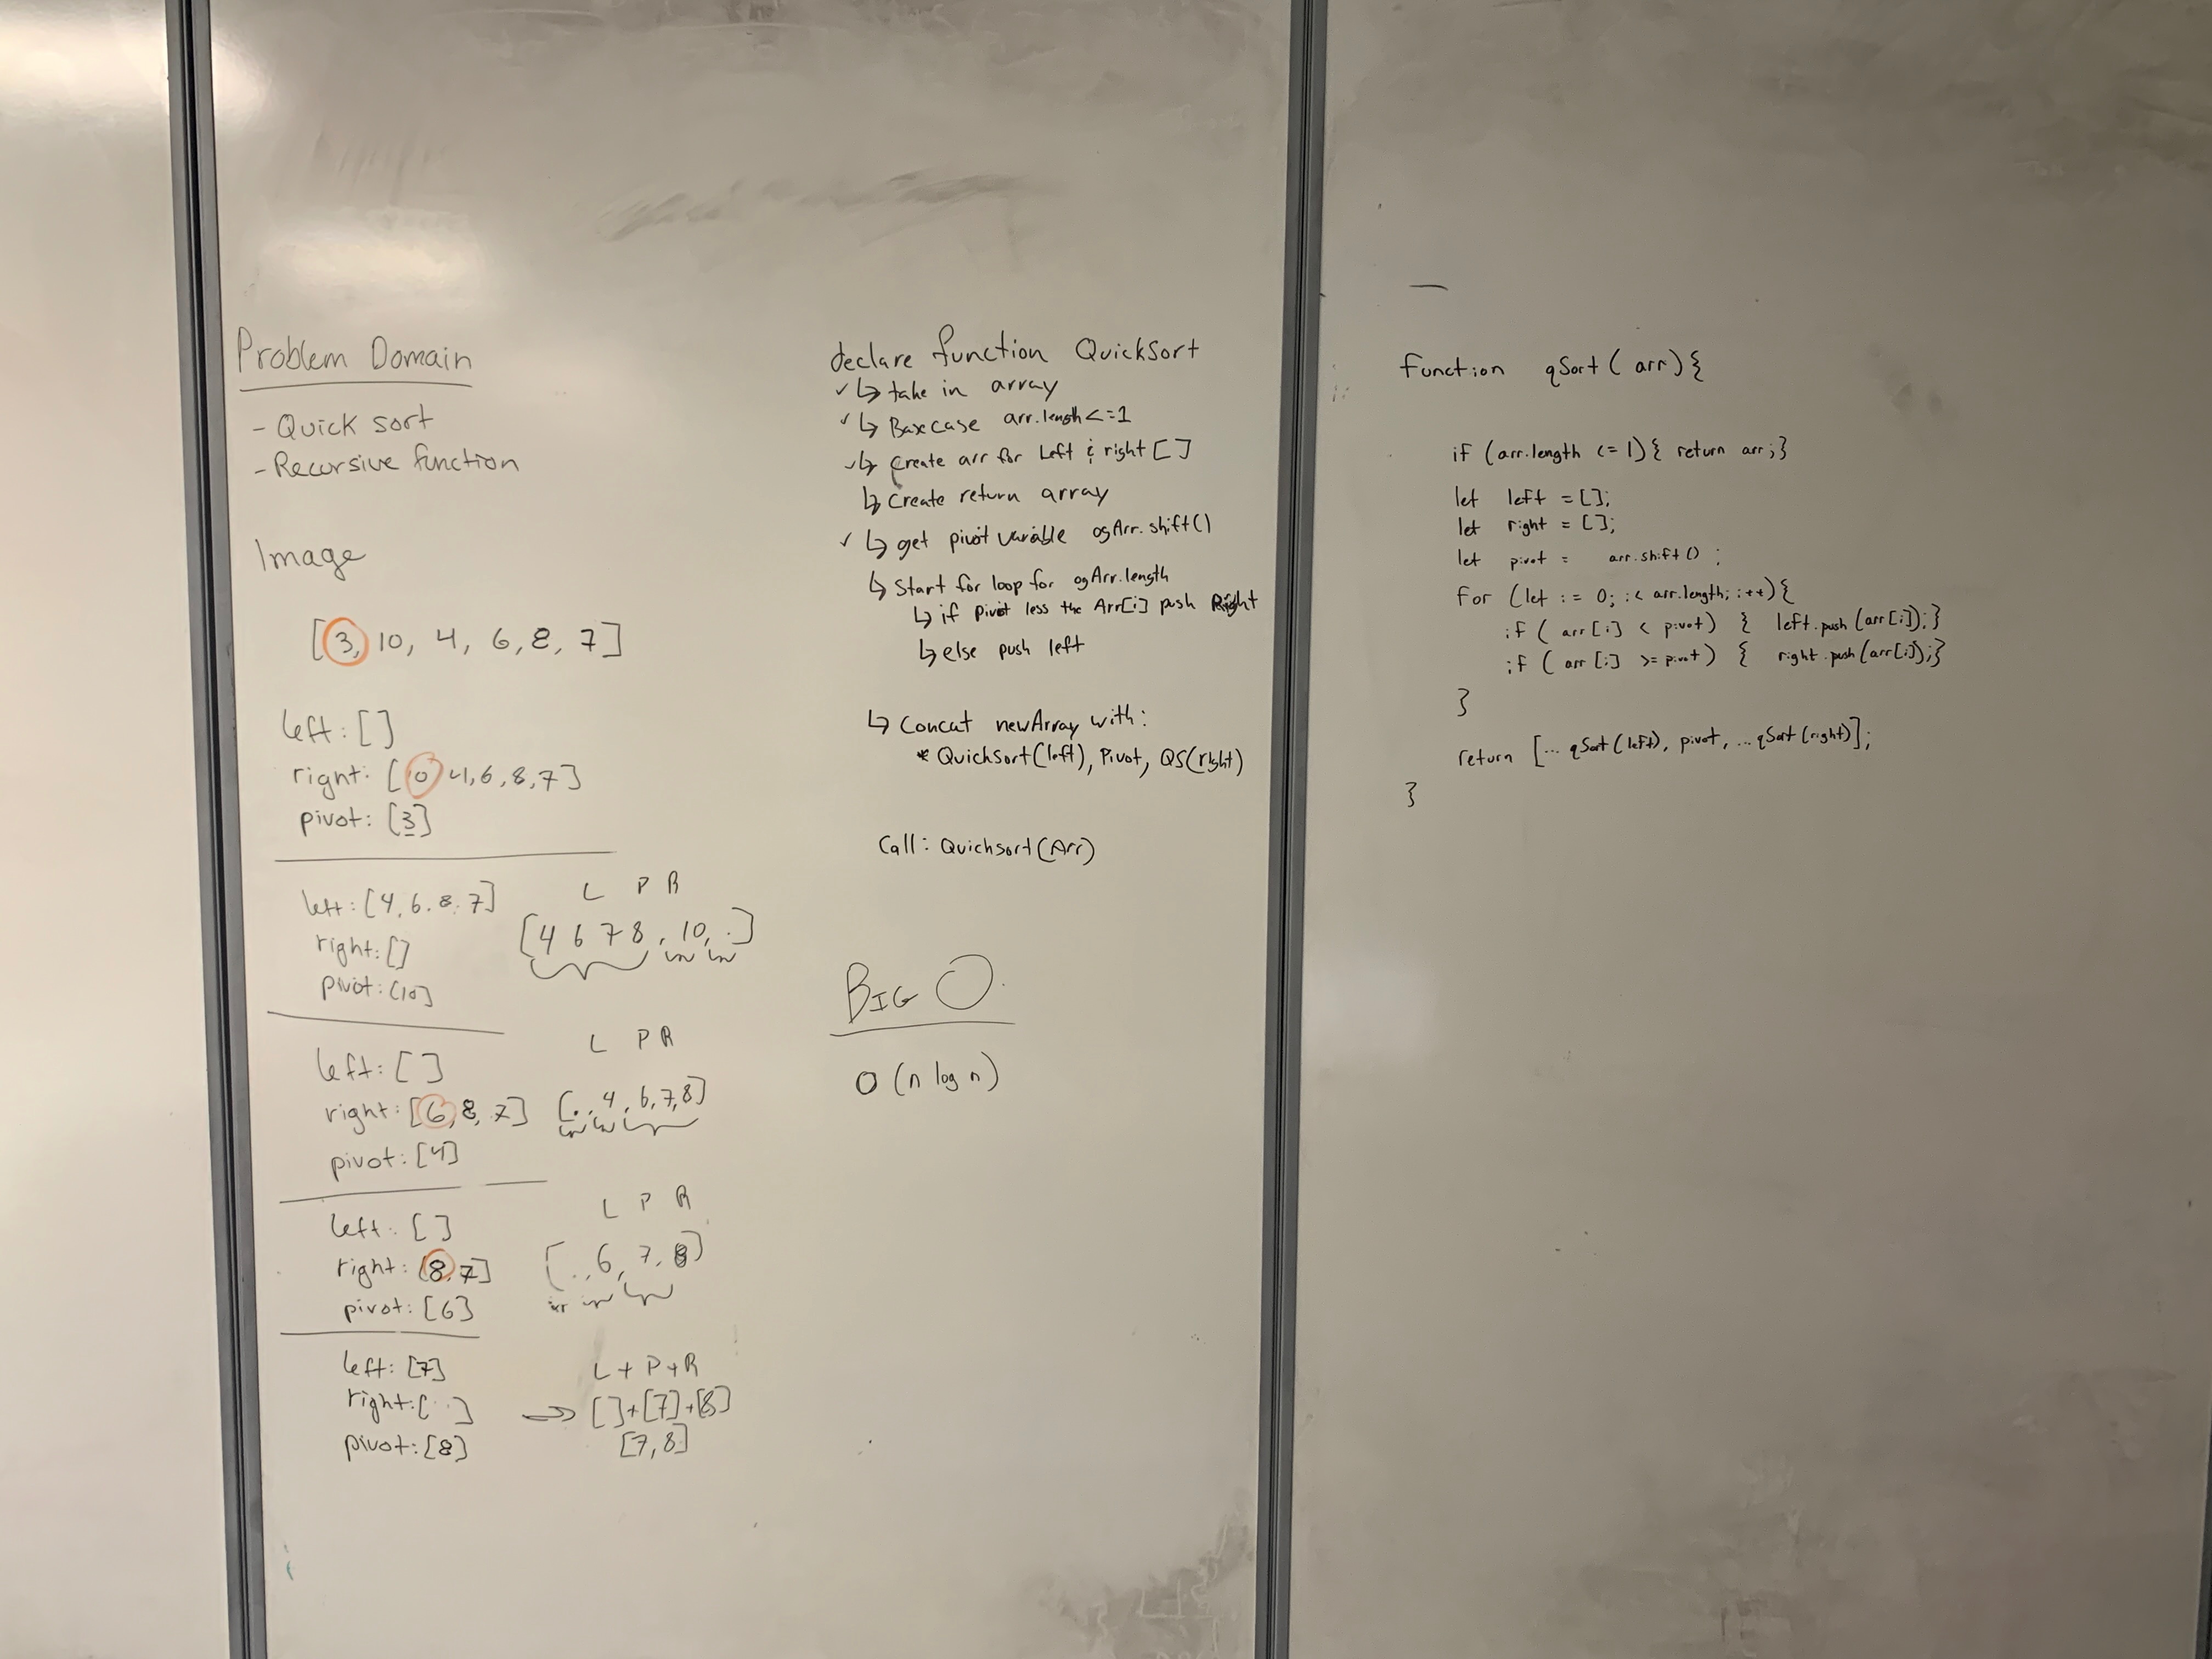 Problem Domain
- Quick sort
- Recursive function
Image
[3, 10, 4, 6, 8, 7]
left: []
right: [10 4, 6, 8, 7]
pivot: [3]
left: [4, 6, 8, 7]
right: []
pivot: [10]
L P R
[4 6 7 8, 10, .]
left: []
right: [6, 8, 7]
pivot: [4]
L P R
[., 4, 6, 7, 8]
left: []
right: [8, 7]
pivot: [6]
L P R
[., 6, 7, 8]
left: [7]
right: [..]
pivot: [8]
L + P + R
⇒ [] + [7] + [8]
[7, 8]
declare function QuickSort
✓ ↳ take in array
✓ ↳ Basecase arr.length <= 1
✓ ↳ Create arr for Left & right []
↳ Create return array
✓ ↳ get pivot variable ogArr.shift()
↳ Start for loop for ogArr.length
↳ if pivot less the Arr[i] push Right
↳ else push left
↳ Concat newArray with:
* QuickSort(left), Pivot, QS(right)
Call: Quicksort(Arr)
BIG O
O (n log n)
function qSort( arr) {
if (arr.length <= 1) { return arr; }
let left = [];
let right = [];
let pivot = arr.shift();
for (let i = 0; i < arr.length; i++) {
if ( arr[i] < pivot) { left.push(arr[i]); }
if ( arr[i] >= pivot) { right.push(arr[i]); }
}
return [... qSort(left), pivot, ... qSort(right)];
}